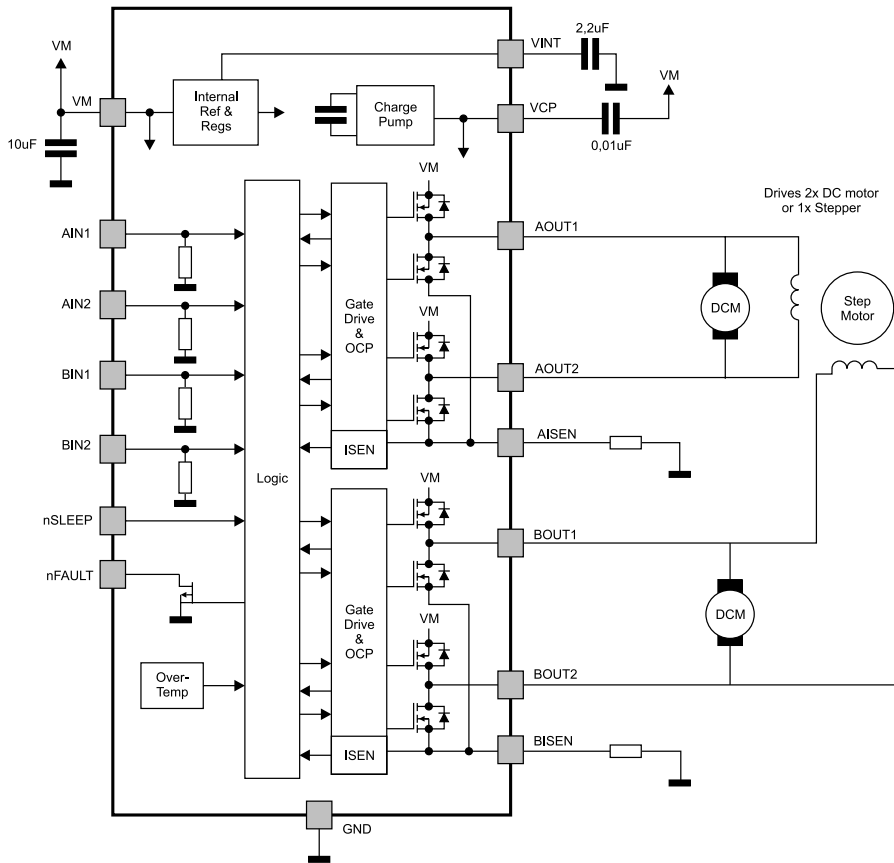 VINT
2,2uF
VM
VM
VM
10uF
Internal
Ref &
Regs
Charge
Pump
VCP
0,01uF
VM
Drives 2x DC motor
or 1x Stepper
AIN1
AOUT1
AIN2
Gate
Drive
&
OCP
DCM
Step
Motor
VM
BIN1
AOUT2
BIN2
ISEN
AISEN
Logic
VM
nSLEEP
BOUT1
nFAULT
Gate
Drive
&
OCP
DCM
VM
Over-
Temp
BOUT2
ISEN
BISEN
GND